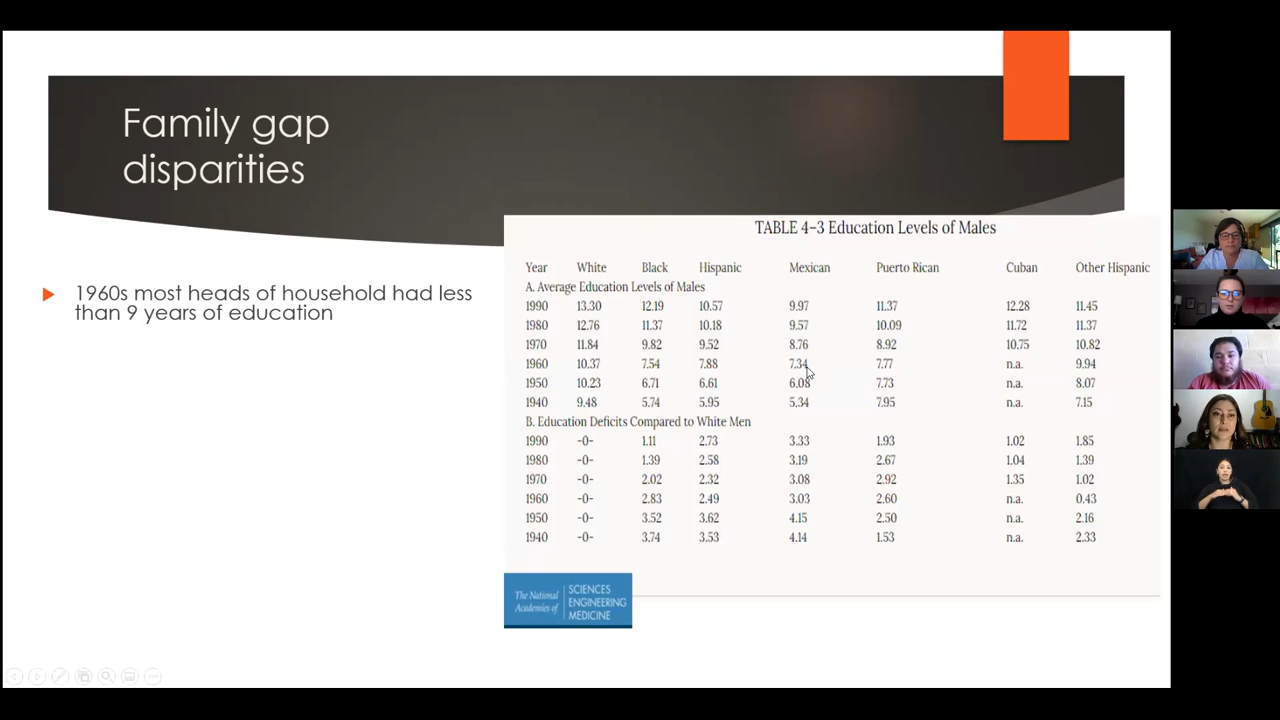 Family gap
disparities
1960s most heads of household had less
than 9 years of education
TABLE 4–3 Education Levels of Males
Year White Black Hispanic Mexican Puerto Rican Cuban Other Hispanic
A. Average Education Levels of Males
1990 13.30 12.19 10.57 9.97 11.37 12.28 11.45
1980 12.76 11.37 10.18 9.57 10.09 11.72 11.37
1970 11.84 9.82 9.52 8.76 8.92 10.75 10.82
1960 10.37 7.54 7.88 7.34 7.77 n.a. 9.94
1950 10.23 6.71 6.61 6.08 7.73 n.a. 8.07
1940 9.48 5.74 5.95 5.34 7.95 n.a. 7.15
B. Education Deficits Compared to White Men
1990 -0- 1.11 2.73 3.33 1.93 1.02 1.85
1980 -0- 1.39 2.58 3.19 2.67 1.04 1.39
1970 -0- 2.02 2.32 3.08 2.92 1.35 1.02
1960 -0- 2.83 2.49 3.03 2.60 n.a. 0.43
1950 -0- 3.52 3.62 4.15 2.50 n.a. 2.16
1940 -0- 3.74 3.53 4.14 1.53 n.a. 2.33
The National
Academies of
SCIENCES
ENGINEERING
MEDICINE